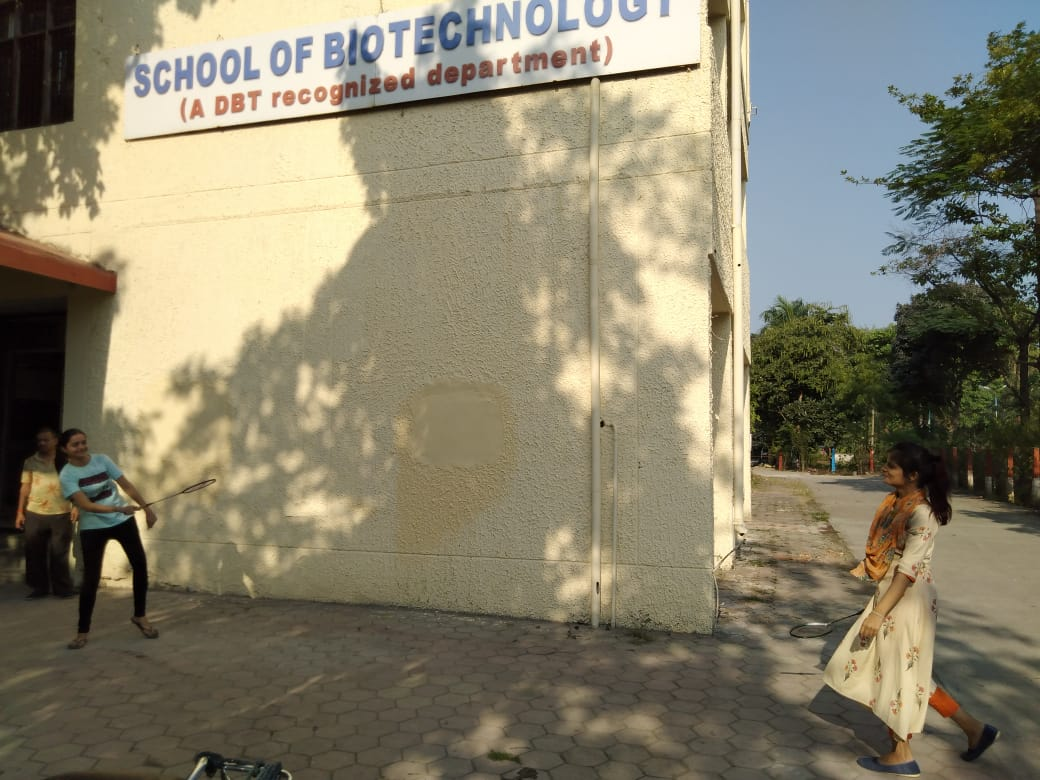 SCHOOL OF BIOTECHNOLOGY
(A DBT recognized department)